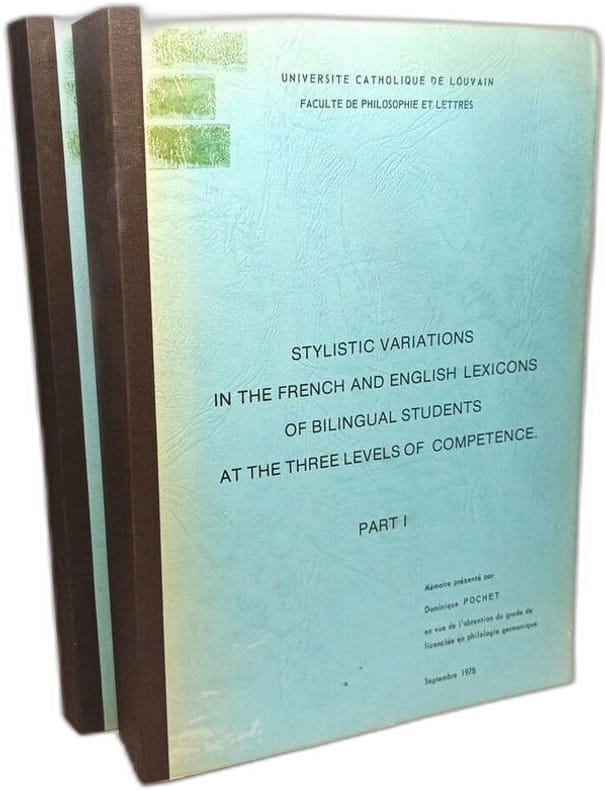 UNIVERSITE CATHOLIQUE DE LOUVAIN
FACULTE DE PHILOSOPHIE ET LETTRES
STYLISTIC VARIATIONS
IN THE FRENCH AND ENGLISH LEXICONS
OF BILINGUAL STUDENTS
AT THE THREE LEVELS OF COMPETENCE.
PART I
Mémoire présenté par
Dominique POCHET
en vue de l'obtention du grade de
licenciée en philologie germanique
Septembre 1978